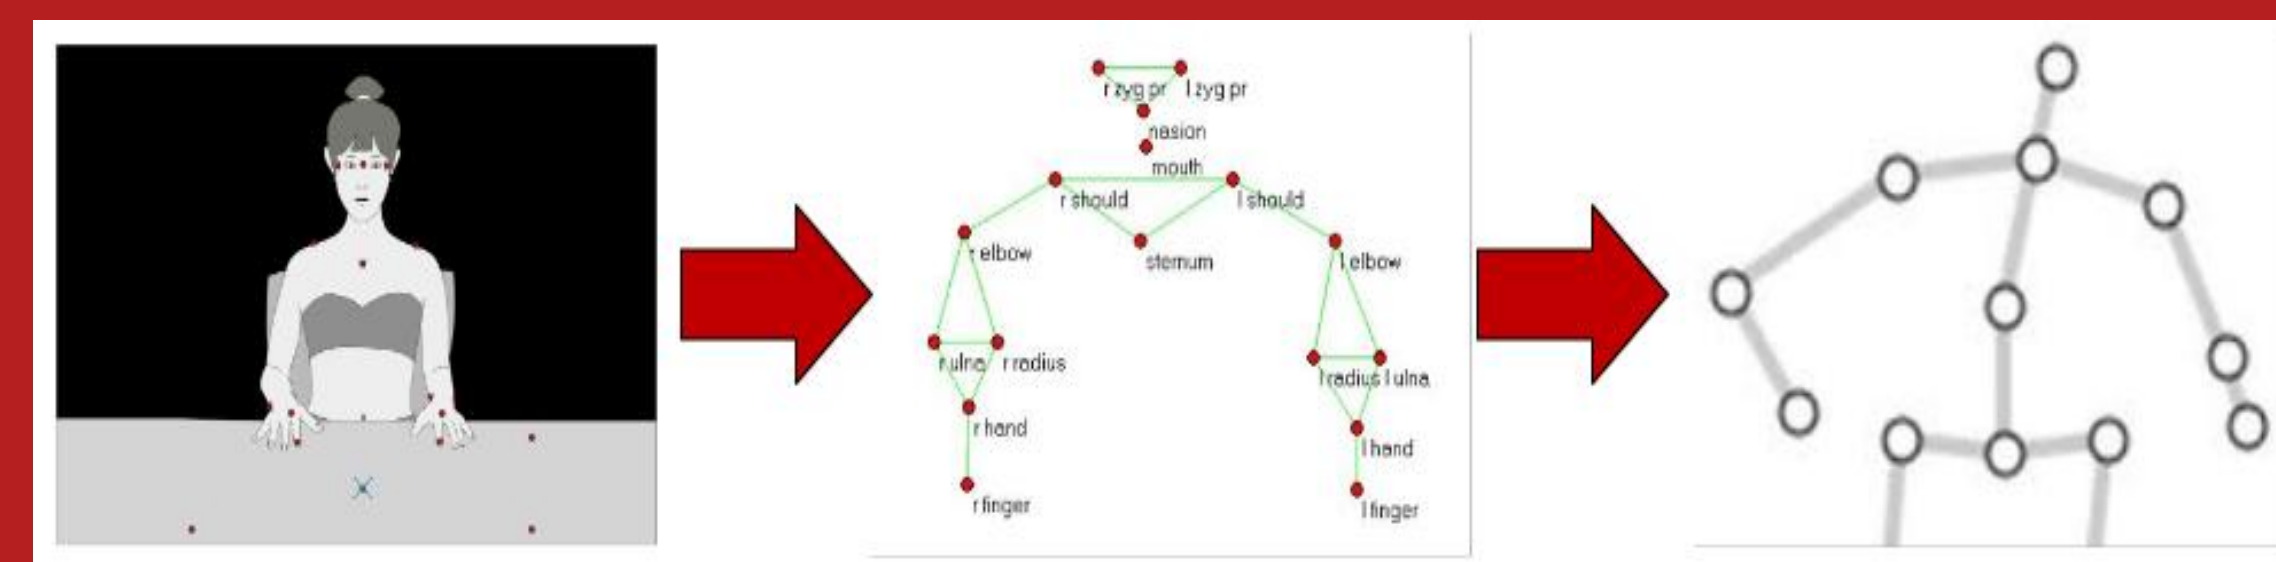 r zyg pr l zyg pr
nasion
mouth
r should l should
r elbow l elbow
sternum
r ulna r radius
l radius l ulna
r hand
l hand
r finger
l finger